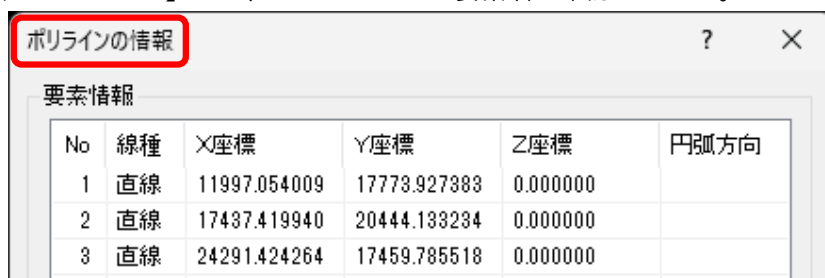 ポリラインの情報 ? ×
要素情報
No 線種 X座標 Y座標 Z座標 円弧方向
1 直線 11997.054009 17773.927383 0.000000
2 直線 17437.419940 20444.133234 0.000000
3 直線 24291.424264 17459.785518 0.000000